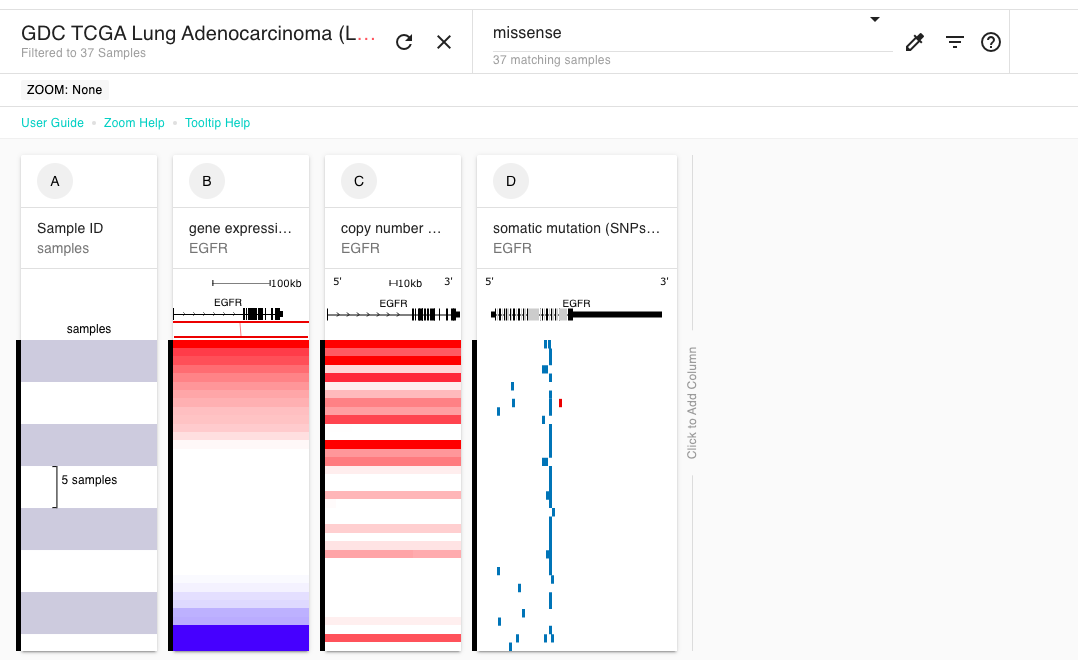 GDC TCGA Lung Adenocarcinoma (L...
Filtered to 37 Samples
missense
37 matching samples
ZOOM: None
User Guide • Zoom Help • Tooltip Help
A
Sample ID
samples
samples
5 samples
B
gene expressi...
EGFR
100kb
EGFR
C
copy number ...
EGFR
5' 10kb 3'
EGFR
D
somatic mutation (SNPs...
EGFR
5' 3'
EGFR
Click to Add Column